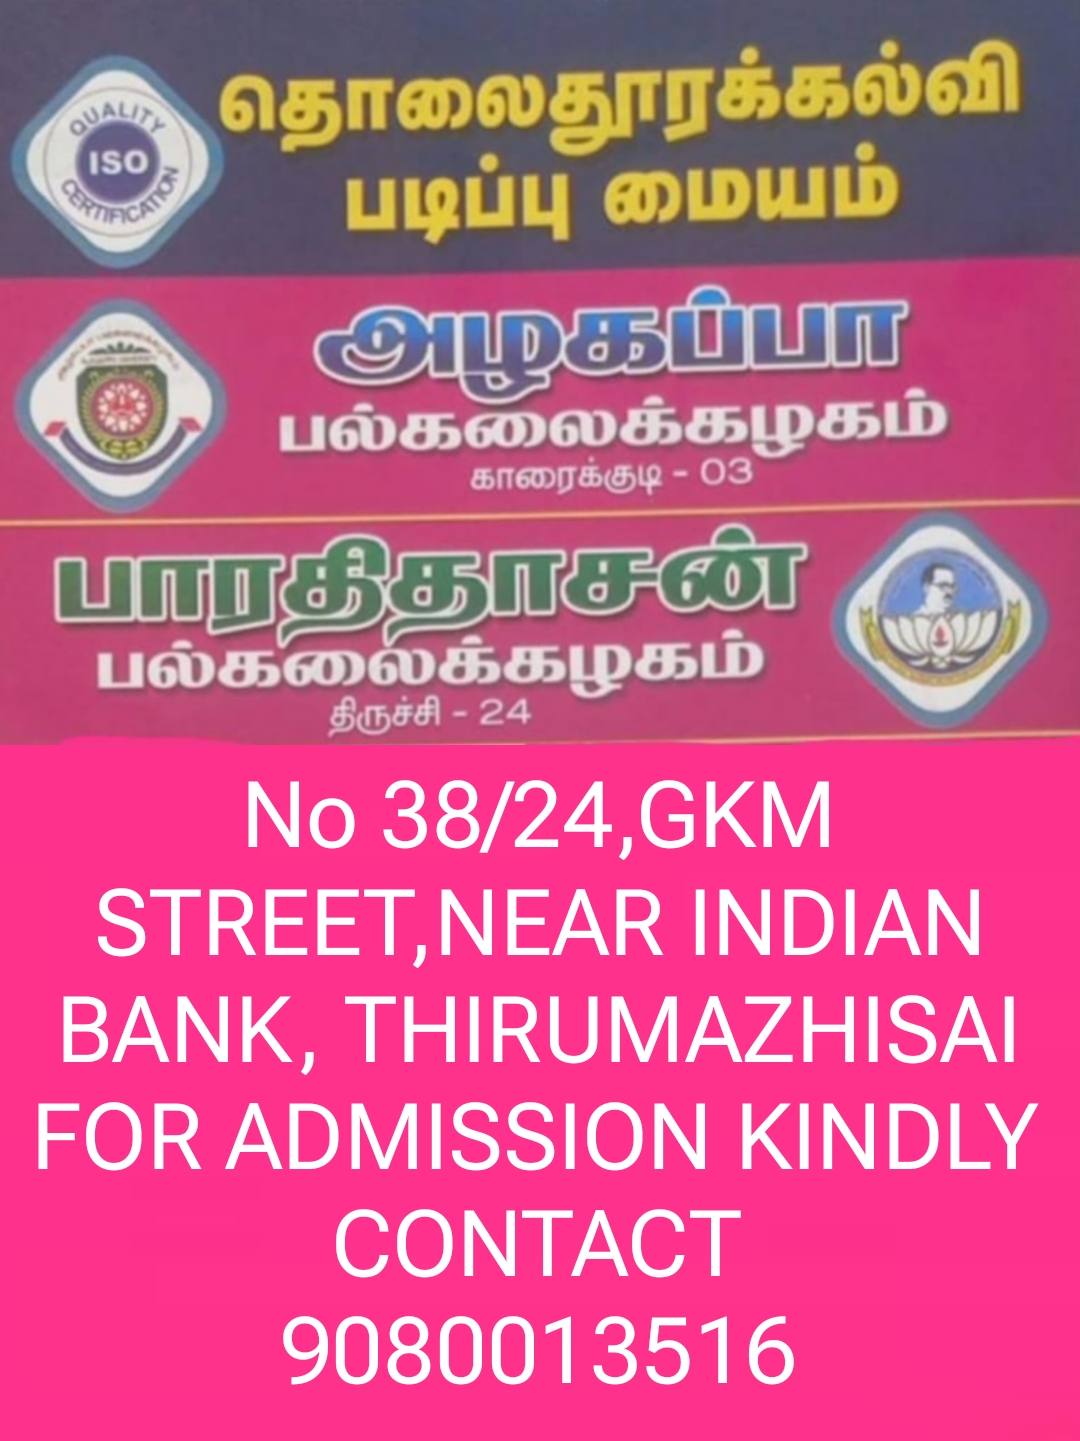 QUALITY
ISO
CERTIFICATION
தொலைதூரக்கல்வி
படிப்பு மையம்
அழகப்பா
பல்கலைக்கழகம்
காரைக்குடி - 03
பாரதிதாசன்
பல்கலைக்கழகம்
திருச்சி - 24
No 38/24,GKM
STREET,NEAR INDIAN
BANK, THIRUMAZHISAI
FOR ADMISSION KINDLY
CONTACT
9080013516